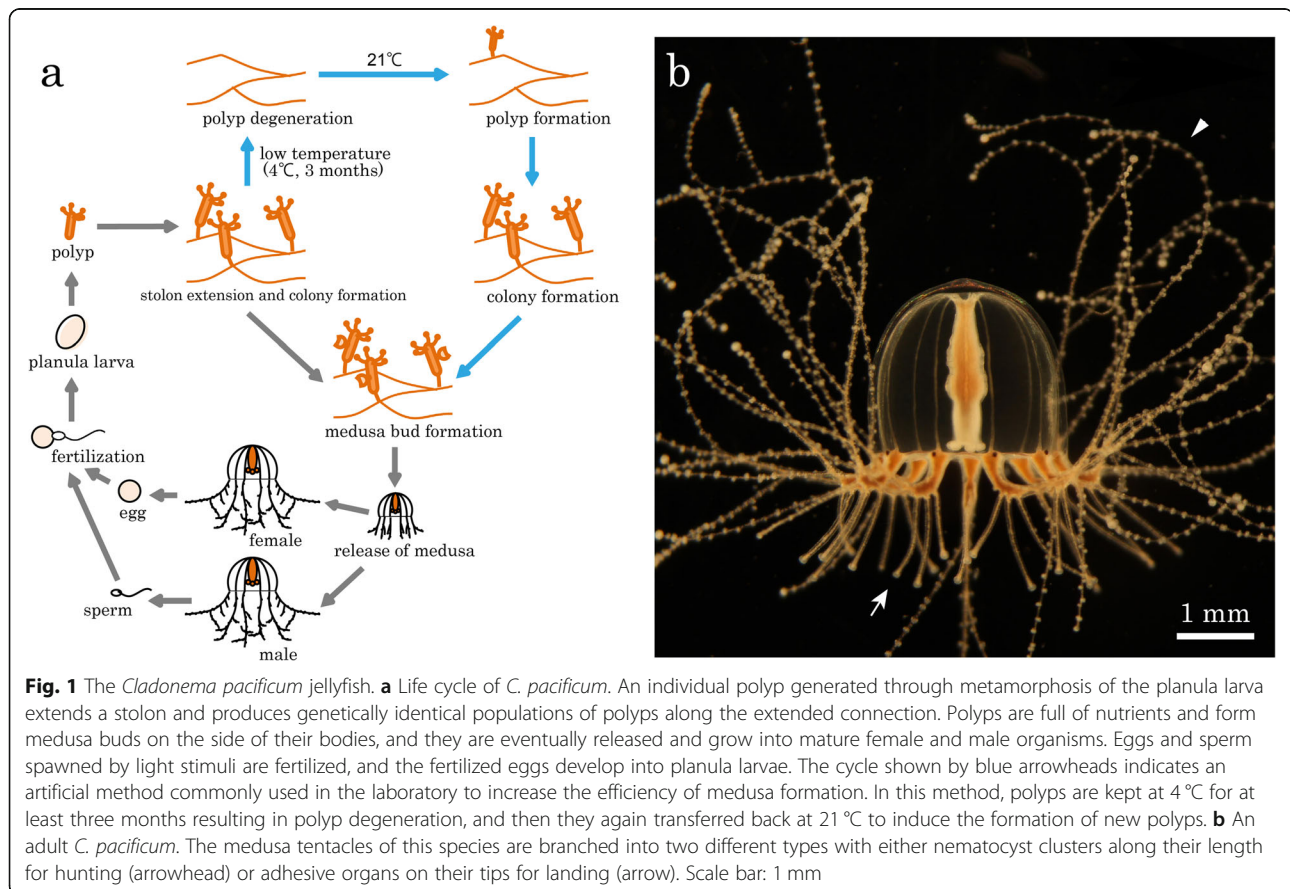 a
21℃
polyp degeneration
polyp formation
low temperature
(4℃, 3 months)
polyp
stolon extension and colony formation
colony formation
planula larva
medusa bud formation
fertilization
egg
female
release of medusa
sperm
male
b
1 mm
Fig. 1 The Cladonema pacificum jellyfish. a Life cycle of C. pacificum. An individual polyp generated through metamorphosis of the planula larva
extends a stolon and produces genetically identical populations of polyps along the extended connection. Polyps are full of nutrients and form
medusa buds on the side of their bodies, and they are eventually released and grow into mature female and male organisms. Eggs and sperm
spawned by light stimuli are fertilized, and the fertilized eggs develop into planula larvae. The cycle shown by blue arrowheads indicates an
artificial method commonly used in the laboratory to increase the efficiency of medusa formation. In this method, polyps are kept at 4 °C for at
least three months resulting in polyp degeneration, and then they again transferred back at 21 °C to induce the formation of new polyps. b An
adult C. pacificum. The medusa tentacles of this species are branched into two different types with either nematocyst clusters along their length
for hunting (arrowhead) or adhesive organs on their tips for landing (arrow). Scale bar: 1 mm